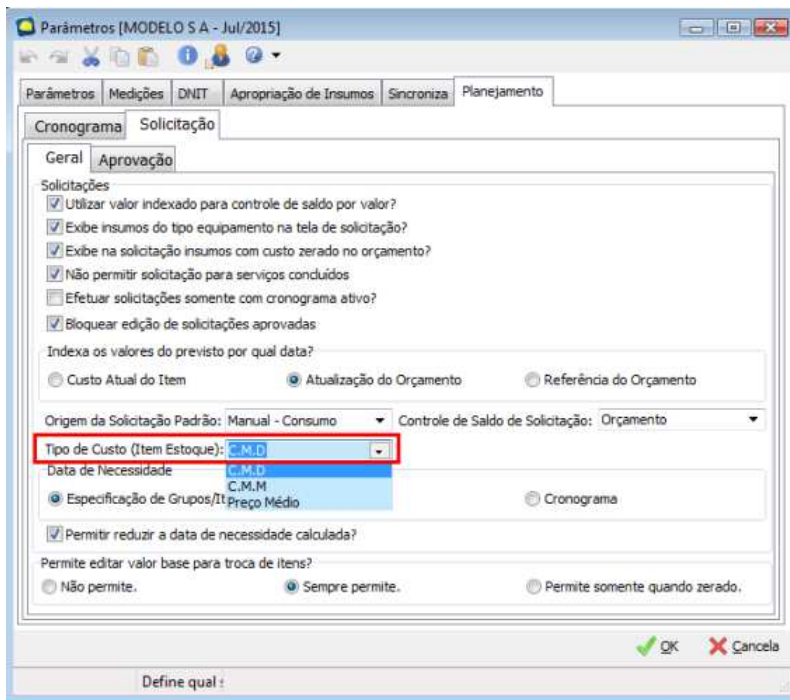 Parâmetros [MODELO S A - Jul/2015]
Parâmetros Medições DNIT Apropriação de Insumos Sincroniza Planejamento
Cronograma Solicitação
Geral Aprovação
Solicitações
Utilizar valor indexado para controle de saldo por valor?
Exibe insumos do tipo equipamento na tela de solicitação?
Exibe na solicitação insumos com custo zerado no orçamento?
Não permitir solicitação para serviços concluídos
Efetuar solicitações somente com cronograma ativo?
Bloquear edição de solicitações aprovadas
Indexa os valores do previsto por qual data?
Custo Atual do Item Atualização do Orçamento Referência do Orçamento
Origem da Solicitação Padrão: Manual - Consumo Controle de Saldo de Solicitação: Orçamento
Tipo de Custo (Item Estoque): C.M.D
Data de Necessidade C.M.D
C.M.M
Especificação de Grupos/It Preço Médio Cronograma
Permitir reduzir a data de necessidade calculada?
Permite editar valor base para troca de itens?
Não permite. Sempre permite. Permite somente quando zerado.
OK Cancela
Define qual